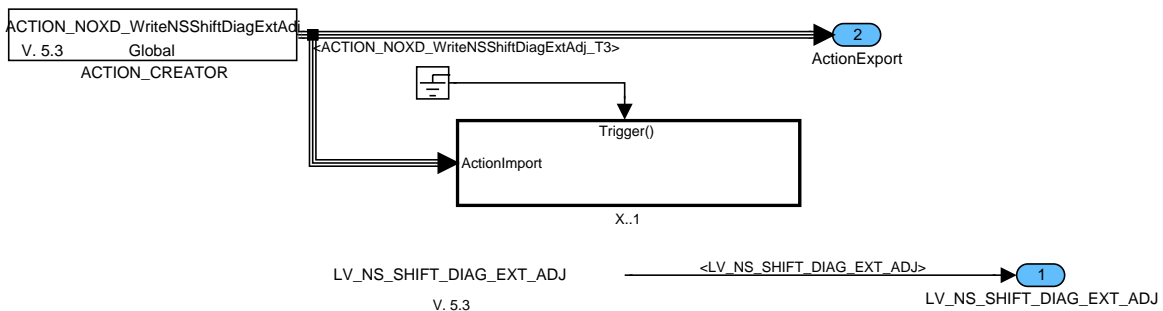 ACTION_NOXD_WriteNSShiftDiagExtAdj
V. 5.3 Global
ACTION_CREATOR
<ACTION_NOXD_WriteNSShiftDiagExtAdj_T3>
2
ActionExport
Trigger()
ActionImport
X..1
LV_NS_SHIFT_DIAG_EXT_ADJ
V. 5.3
<LV_NS_SHIFT_DIAG_EXT_ADJ>
1
LV_NS_SHIFT_DIAG_EXT_ADJ